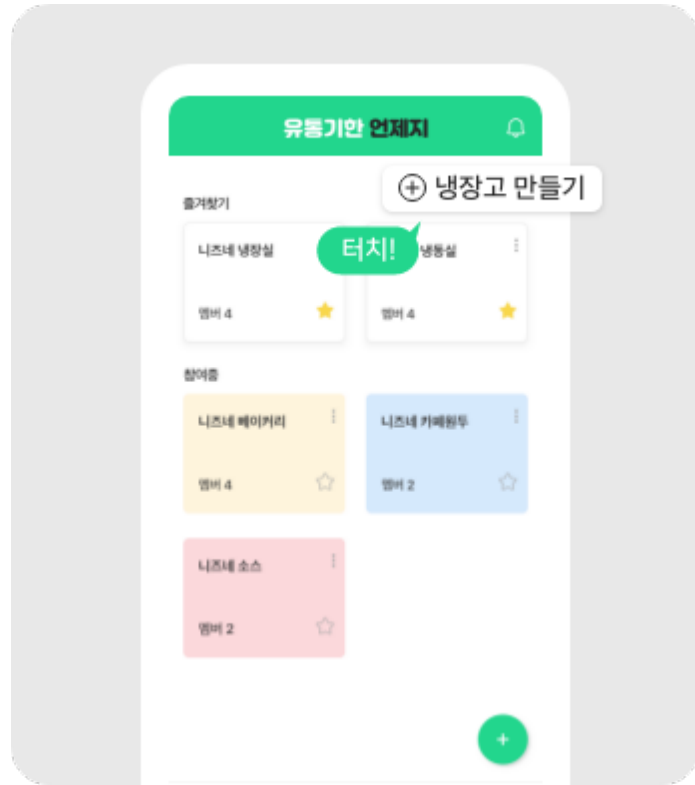 유통기한 언제지
냉장고 만들기
즐겨찾기
터치!
니즈네 냉장실
냉동실
멤버 4
멤버 4
참여중
니즈네 베이커리
니즈네 카페원두
멤버 4
멤버 2
니즈네 소스
멤버 2